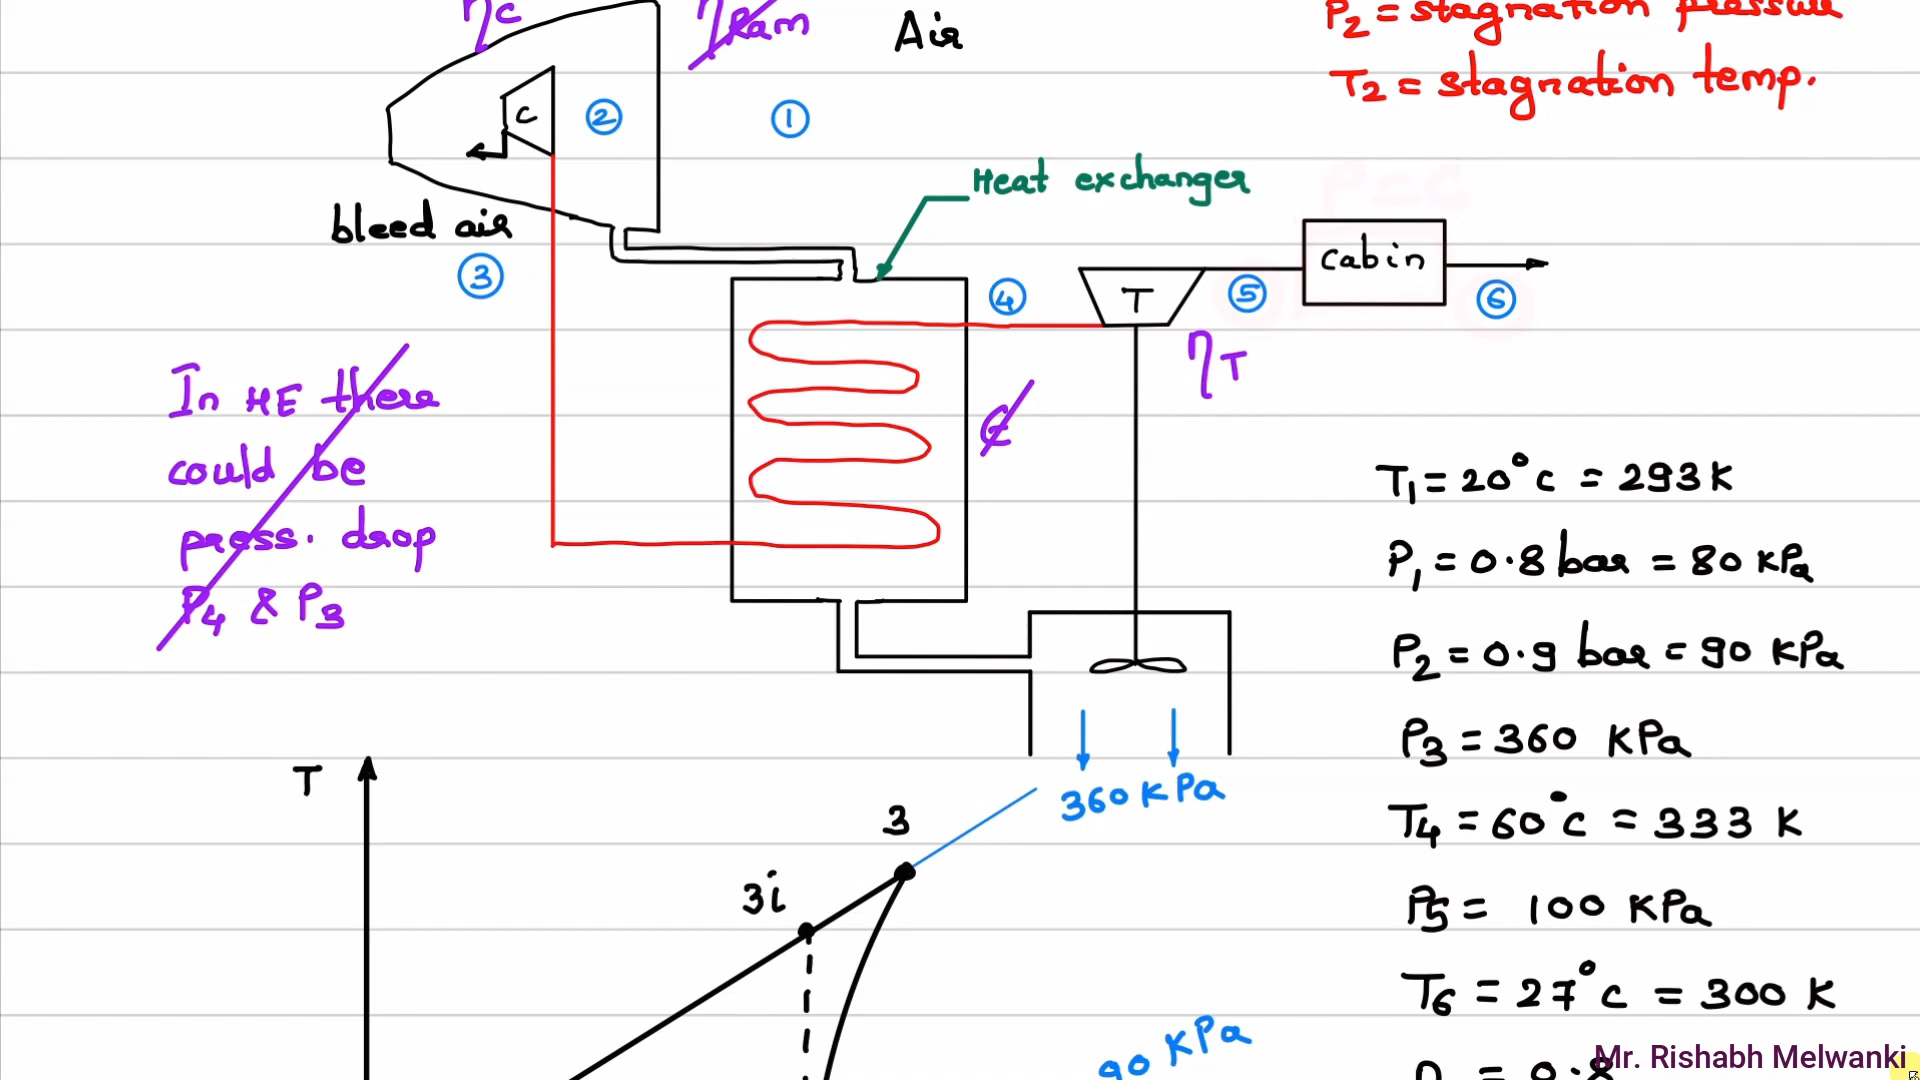 ηc
ηRam
Air
P2 = stagnation pressure
T2 = stagnation temp.
C
2
1
Heat exchanger
P = C
bleed air
3
4
T
5
cabin
6
ηT
In HE there
could be
press. drop
P4 & P3
€
T1 = 20°c = 293 K
P1 = 0.8 bar = 80 kPa
P2 = 0.9 bar = 90 kPa
P3 = 360 kPa
360 kPa
T
3
T4 = 60°c = 333 K
3i
P5 = 100 kPa
T6 = 27°c = 300 K
90 kPa
= 0.8
Mr. Rishabh Melwanki